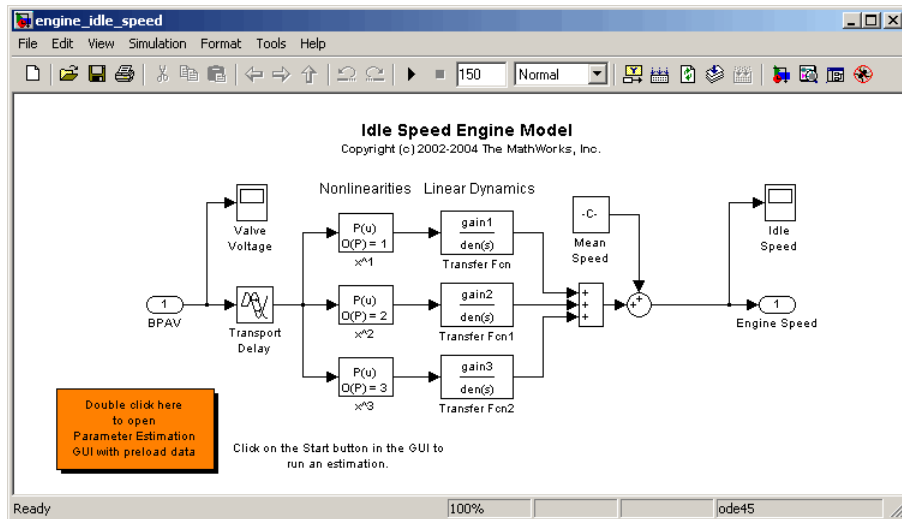 engine_idle_speed
File Edit View Simulation Format Tools Help
150 Normal
Idle Speed Engine Model
Copyright (c) 2002-2004 The MathWorks, Inc.
Nonlinearities Linear Dynamics
Valve
Voltage
P(u)
O(P) = 1
x^1
gain1
den(s)
Transfer Fcn
-C-
Mean
Speed
Idle
Speed
1
BPAV
Transport
Delay
P(u)
O(P) = 2
x^2
gain2
den(s)
Transfer Fcn1
+
+
+
+
+
1
Engine Speed
P(u)
O(P) = 3
x^3
gain3
den(s)
Transfer Fcn2
Double click here
to open
Parameter Estimation
GUI with preload data
Click on the Start button in the GUI to
run an estimation.
Ready 100% ode45